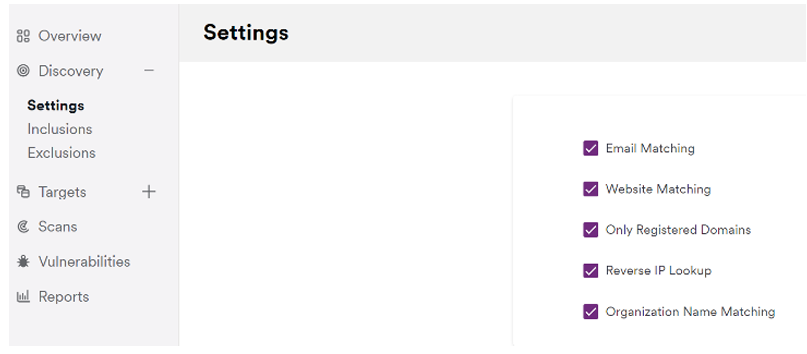 Overview
Discovery
Settings
Inclusions
Exclusions
Targets
Scans
Vulnerabilities
Reports
Settings
Email Matching
Website Matching
Only Registered Domains
Reverse IP Lookup
Organization Name Matching